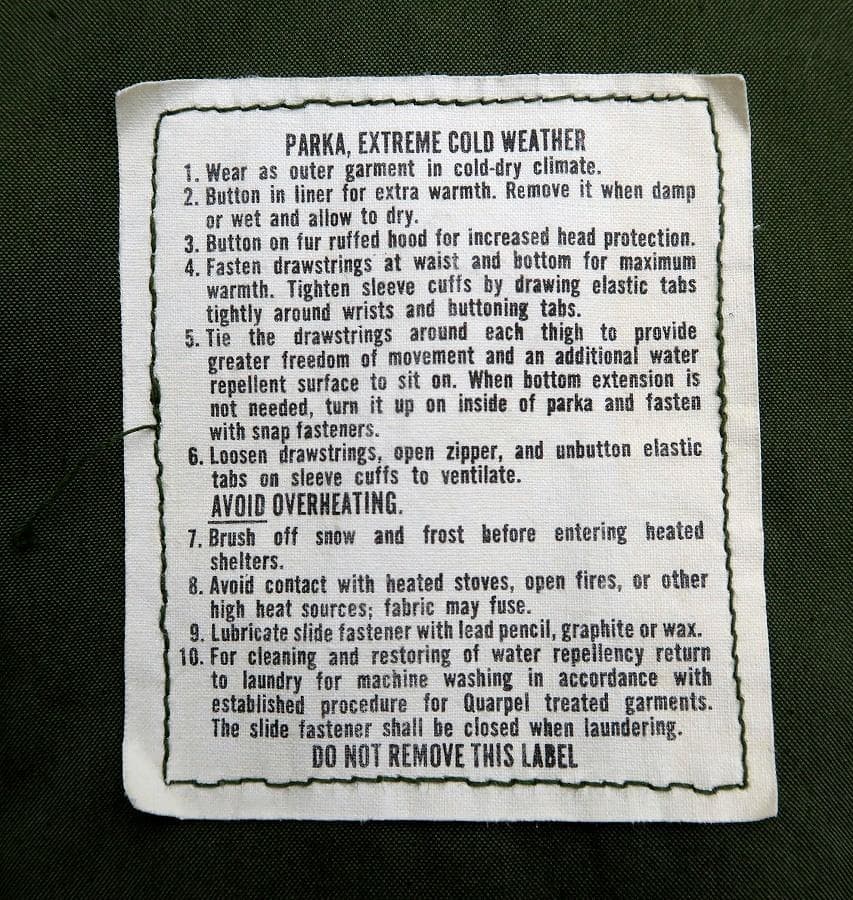 PARKA, EXTREME COLD WEATHER
1. Wear as outer garment in cold-dry climate.
2. Button in liner for extra warmth. Remove it when damp
or wet and allow to dry.
3. Button on fur ruffed hood for increased head protection.
4. Fasten drawstrings at waist and bottom for maximum
warmth. Tighten sleeve cuffs by drawing elastic tabs
tightly around wrists and buttoning tabs.
5. Tie the drawstrings around each thigh to provide
greater freedom of movement and an additional water
repellent surface to sit on. When bottom extension is
not needed, turn it up on inside of parka and fasten
with snap fasteners.
6. Loosen drawstrings, open zipper, and unbutton elastic
tabs on sleeve cuffs to ventilate.
AVOID OVERHEATING.
7. Brush off snow and frost before entering heated
shelters.
8. Avoid contact with heated stoves, open fires, or other
high heat sources; fabric may fuse.
9. Lubricate slide fastener with lead pencil, graphite or wax.
10. For cleaning and restoring of water repellency return
to laundry for machine washing in accordance with
established procedure for Quarpel treated garments.
The slide fastener shall be closed when laundering.
DO NOT REMOVE THIS LABEL